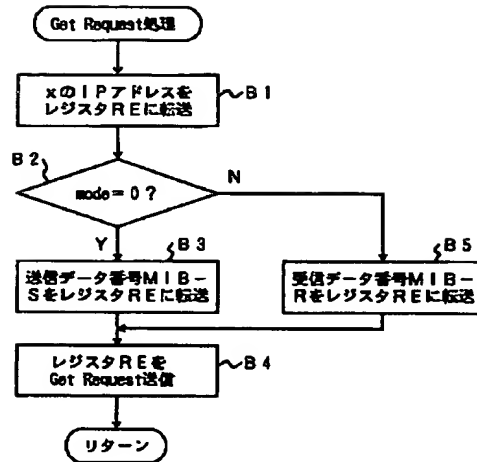 Get Request処理
xのIPアドレスを
レジスタREに転送
B1
B2
mode=0?
N
Y
B3
送信データ番号MIB-
SをレジスタREに転送
B5
受信データ番号MIB-
RをレジスタREに転送
レジスタREを
Get Request送信
B4
リターン